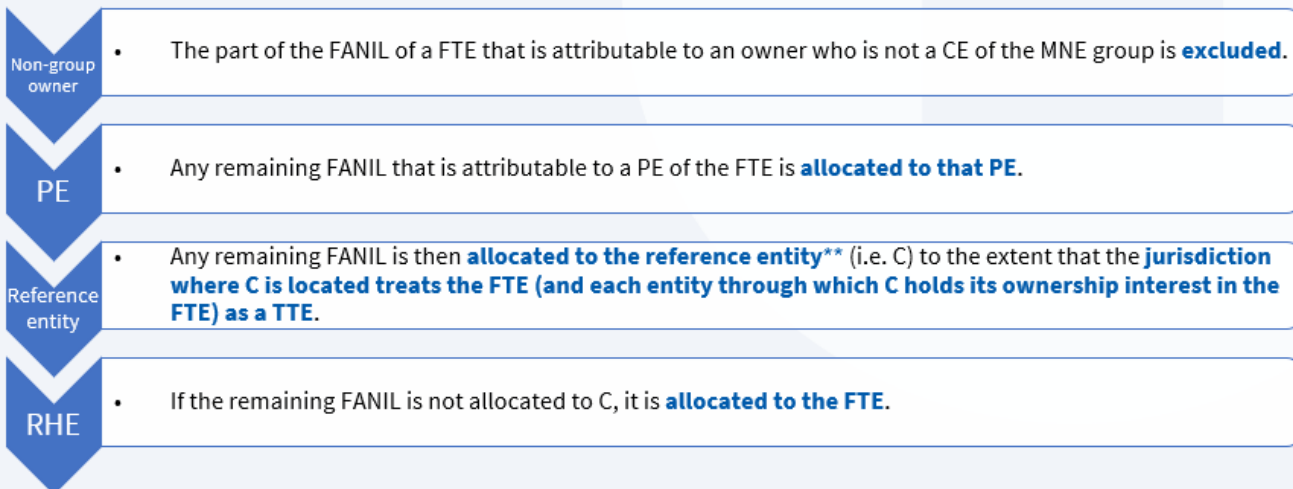 Non-group
owner
• The part of the FANIL of a FTE that is attributable to an owner who is not a CE of the MNE group is excluded.
PE
• Any remaining FANIL that is attributable to a PE of the FTE is allocated to that PE.
Reference
entity
• Any remaining FANIL is then allocated to the reference entity** (i.e. C) to the extent that the jurisdiction
where C is located treats the FTE (and each entity through which C holds its ownership interest in the
FTE) as a TTE.
RHE
• If the remaining FANIL is not allocated to C, it is allocated to the FTE.